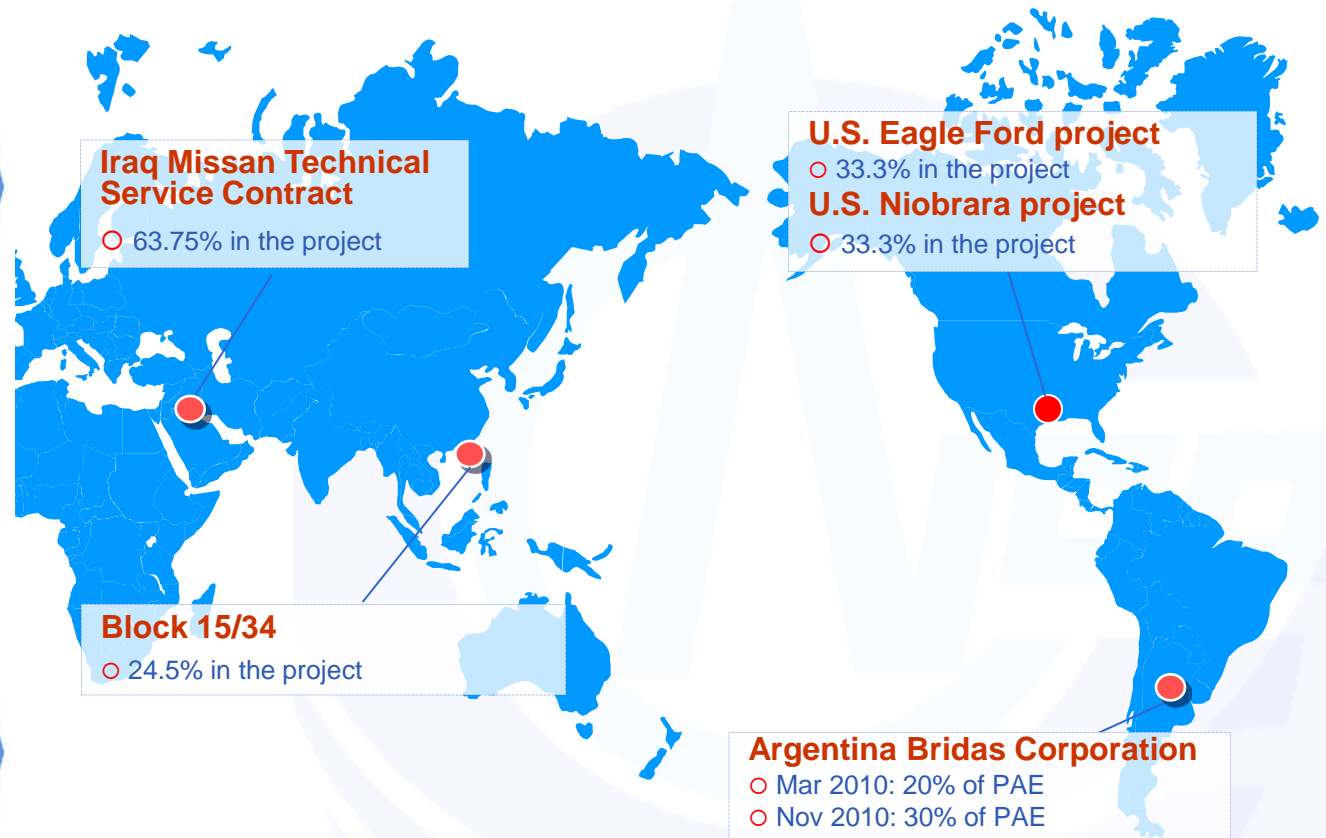 Iraq Missan Technical
Service Contract
63.75% in the project
U.S. Eagle Ford project
33.3% in the project
U.S. Niobrara project
33.3% in the project
Block 15/34
24.5% in the project
Argentina Bridas Corporation
Mar 2010: 20% of PAE
Nov 2010: 30% of PAE